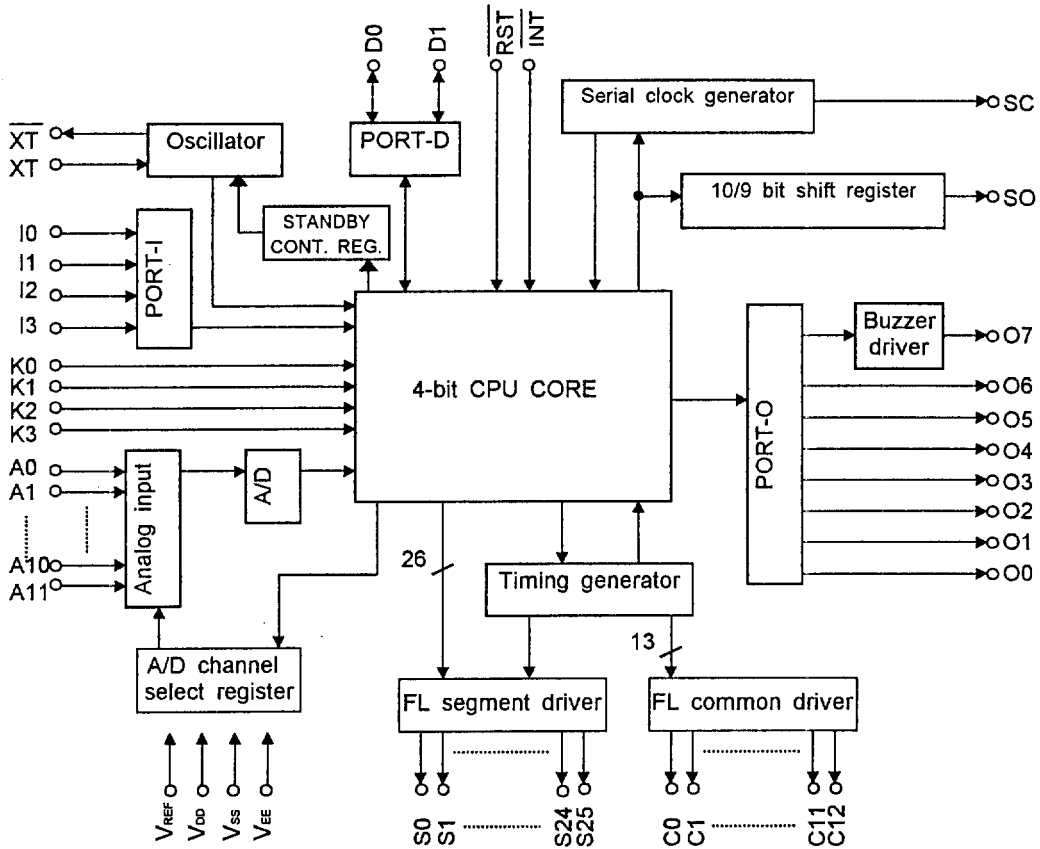 D0
D1
RST
INT
Serial clock generator
SC
XT
XT
Oscillator
PORT-D
10/9 bit shift register
SO
STANDBY
CONT. REG.
I0
I1
I2
I3
PORT-I
K0
K1
K2
K3
4-bit CPU CORE
PORT-O
Buzzer
driver
O7
O6
O5
O4
O3
O2
O1
O0
A0
A1
A10
A11
Analog input
A/D
26
Timing generator
13
A/D channel
select register
FL segment driver
FL common driver
VREF
VDD
VSS
VEE
S0
S1
S24
S25
C0
C1
C11
C12